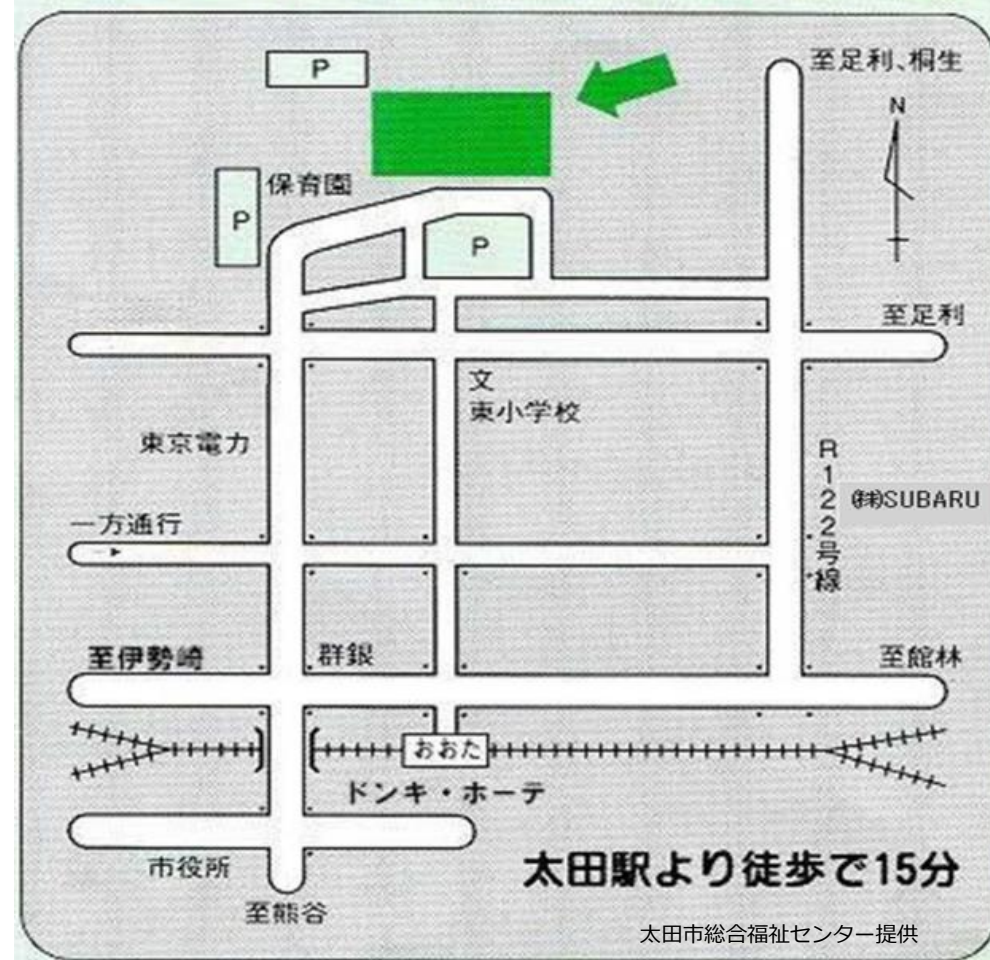 P
至足利、桐生
N
保育園
P
P
至足利
文
東小学校
東京電力
R122号線
㈱SUBARU
一方通行
至伊勢崎
群銀
至館林
おおた
ドンキ・ホーテ
市役所
太田駅より徒歩で15分
至熊谷
太田市総合福祉センター提供